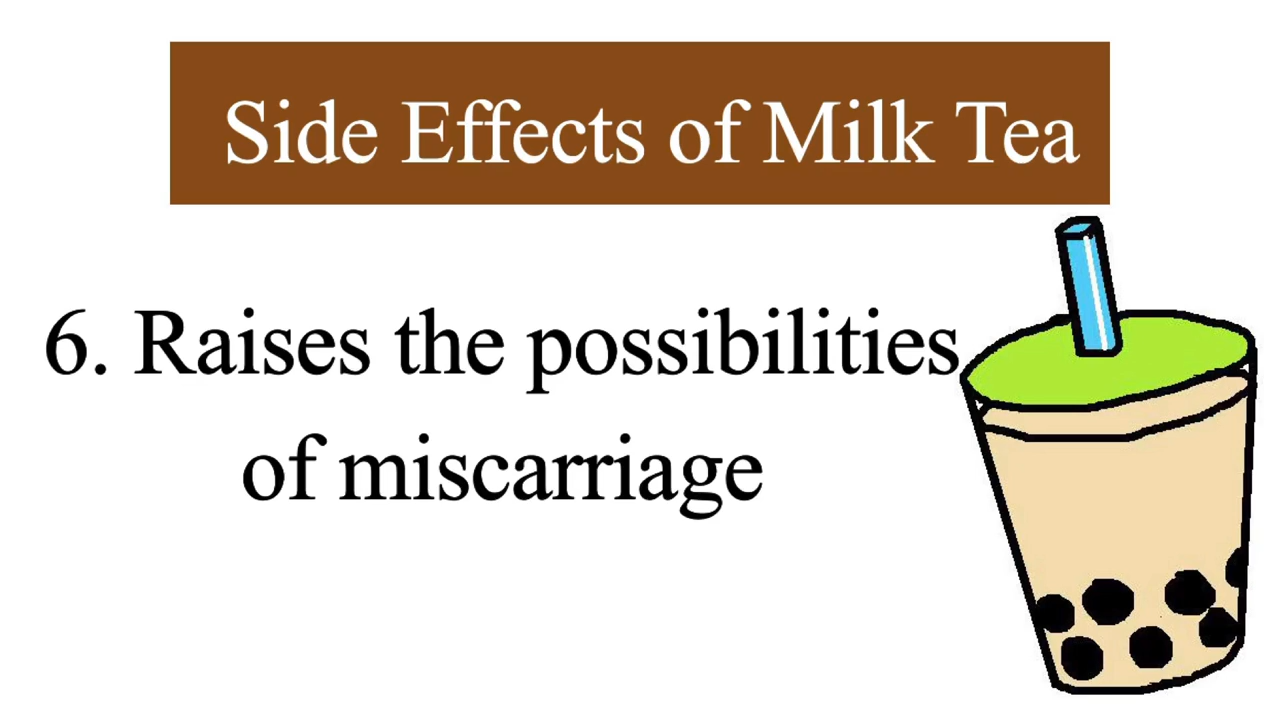 Side Effects of Milk Tea
6. Raises the possibilities
of miscarriage